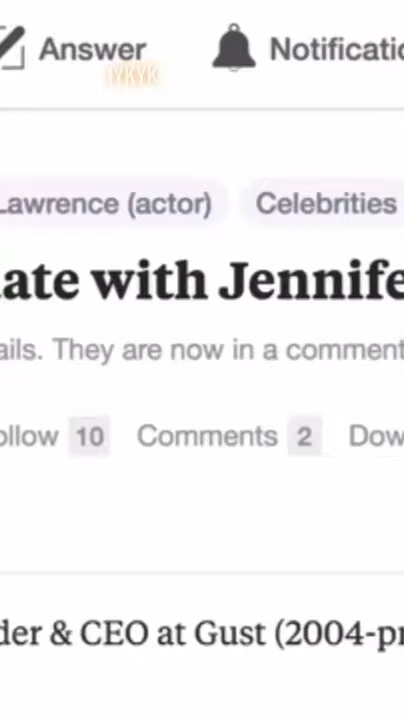 Answer Notificatio
IYKYK
Lawrence (actor) Celebrities
ate with Jennife
ails. They are now in a comment
ollow 10 Comments 2 Dow
der & CEO at Gust (2004-pr